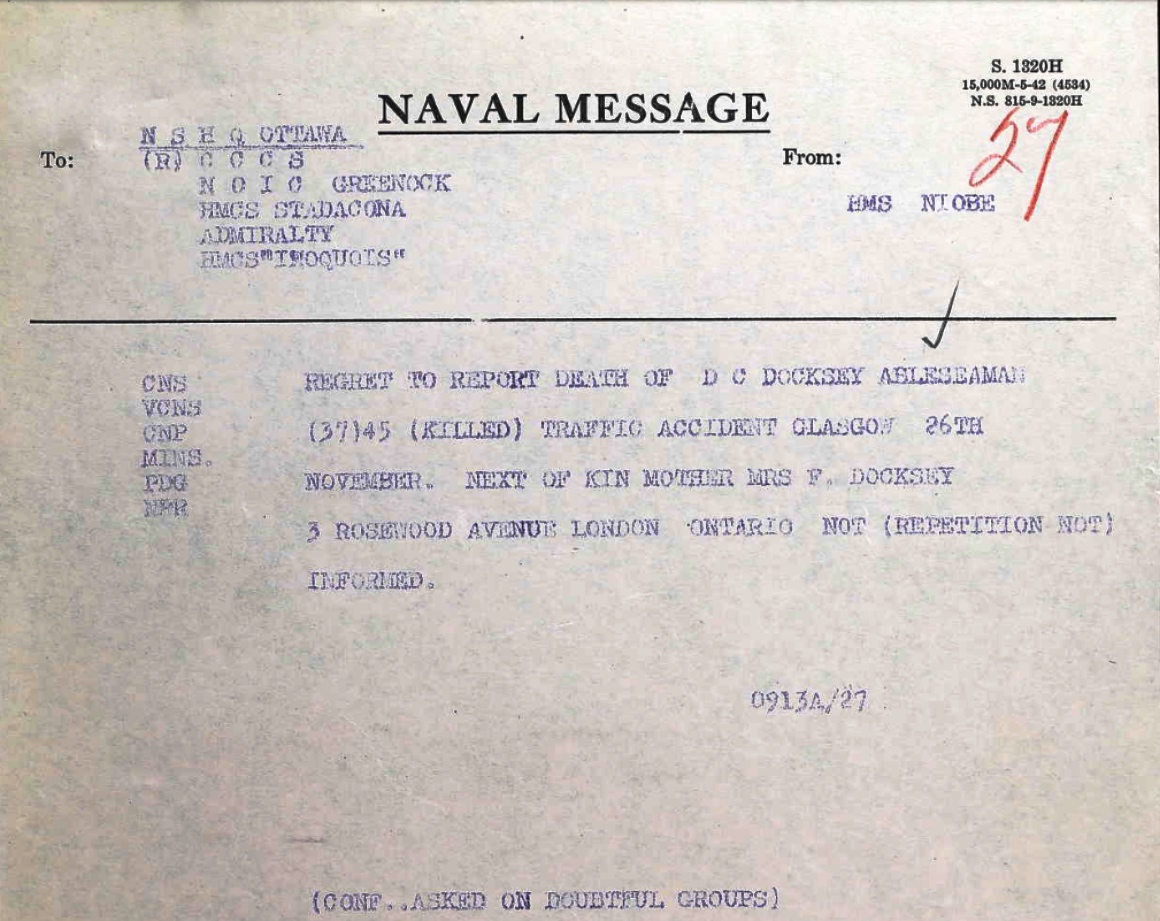 S. 1320H
15,000M-5-42 (4534)
N.S. 815-9-1320H
NAVAL MESSAGE
27
To: N S H Q OTTAWA
(R) C C C S
N O I C GREENOCK
HMCS STADACONA
ADMIRALTY
HMCS"IROQUOIS"
From:
HMS NIOBE
CNS
VCNS
CNP
MINS.
PDG
NPR
REGRET TO REPORT DEATH OF D C DOCKSEY ABLESEAMAN
(37)45 (KILLED) TRAFFIC ACCIDENT GLASGOW 26TH
NOVEMBER. NEXT OF KIN MOTHER MRS F. DOCKSEY
3 ROSEWOOD AVENUE LONDON ONTARIO NOT (REPETITION NOT)
INFORMED.
0913A/27
(CONF..ASKED ON DOUBTFUL GROUPS)